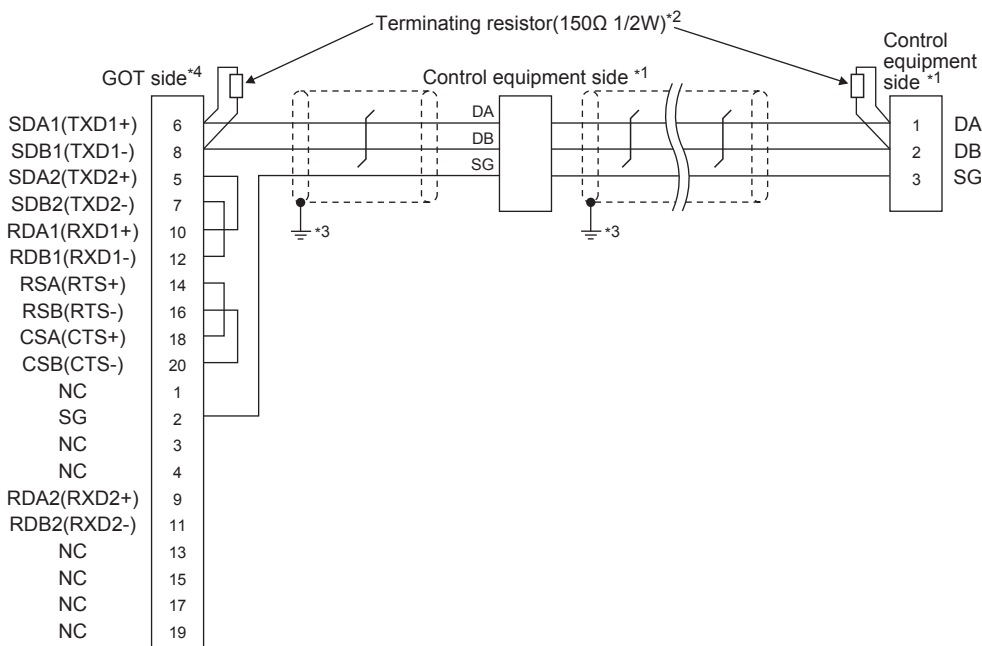 Terminating resistor(150Ω 1/2W)*2
GOT side*4
Control equipment side *1
Control
equipment
side *1
SDA1(TXD1+) 6 DA 1 DA
SDB1(TXD1-) 8 DB 2 DB
SDA2(TXD2+) 5 SG 3 SG
SDB2(TXD2-) 7
RDA1(RXD1+) 10 *3 *3
RDB1(RXD1-) 12
RSA(RTS+) 14
RSB(RTS-) 16
CSA(CTS+) 18
CSB(CTS-) 20
NC 1
SG 2
NC 3
NC 4
RDA2(RXD2+) 9
RDB2(RXD2-) 11
NC 13
NC 15
NC 17
NC 19